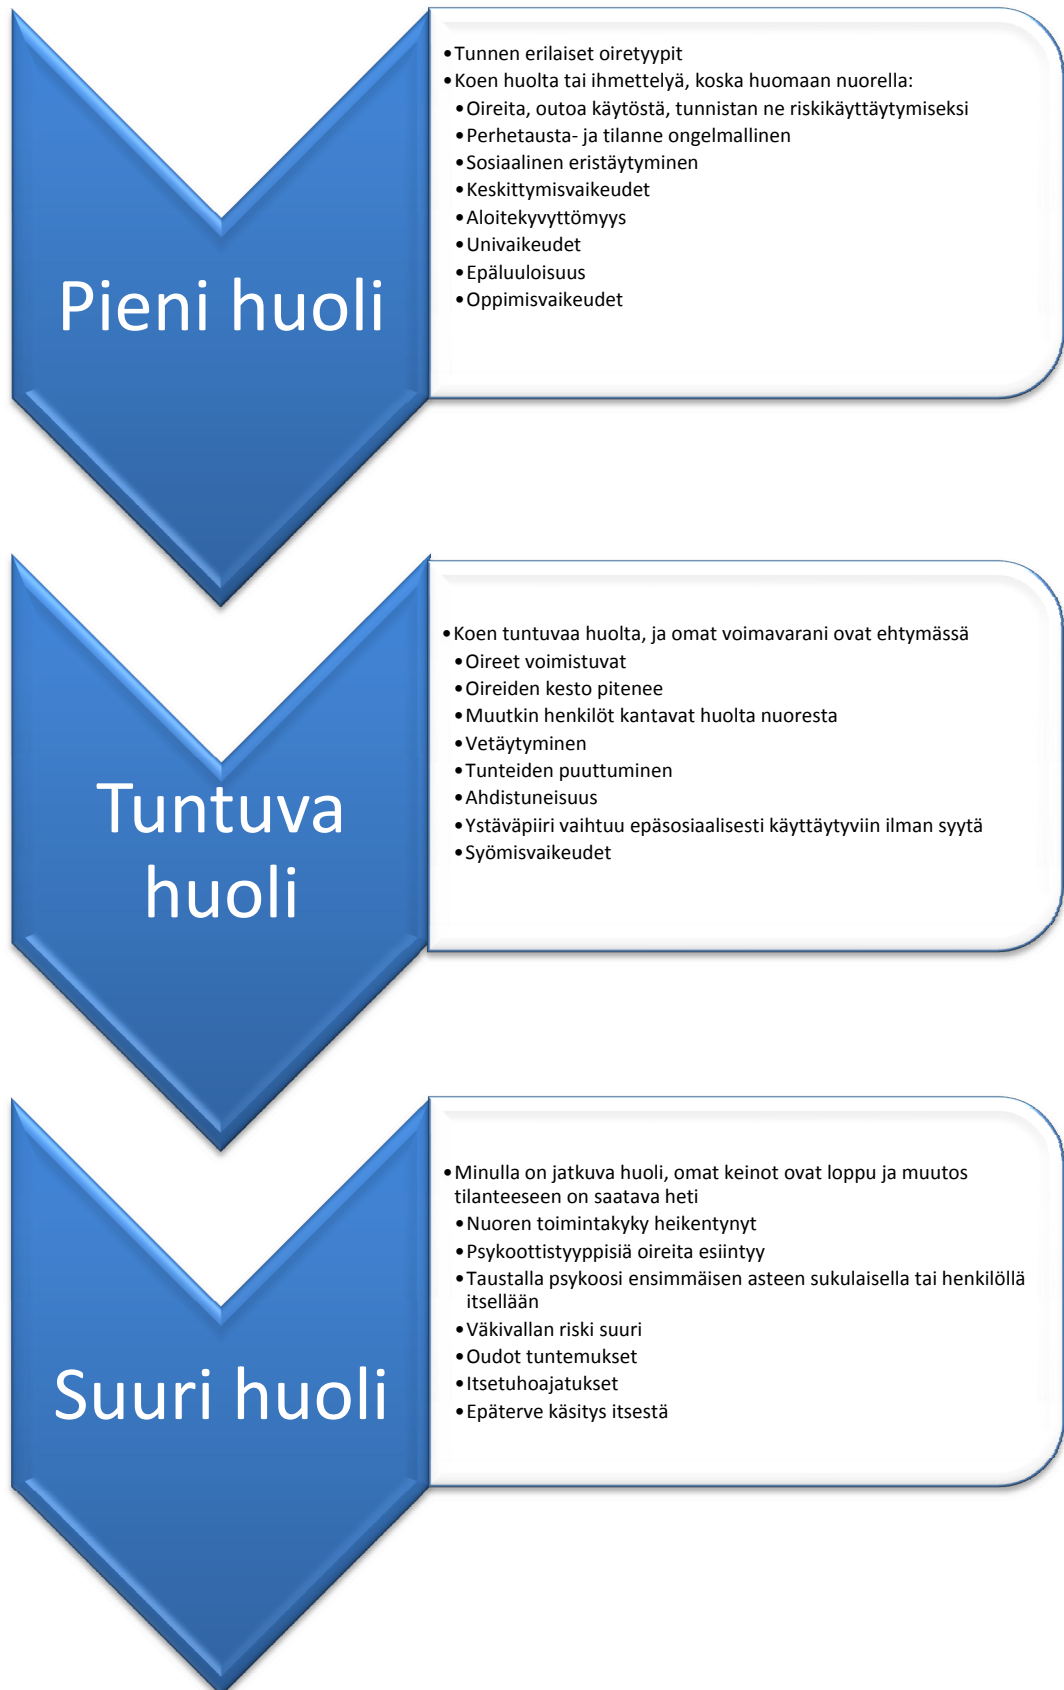 Pieni huoli
•Tunnen erilaiset oiretyypit
•Koen huolta tai ihmettelyä, koska huomaan nuorella:
•Oireita, outoa käytöstä, tunnistan ne riskikäyttäytymiseksi
•Perhetausta- ja tilanne ongelmallinen
•Sosiaalinen eristäytyminen
•Keskittymisvaikeudet
•Aloitekyvyttömyys
•Univaikeudet
•Epäluuloisuus
•Oppimisvaikeudet
Tuntuva
huoli
•Koen tuntuvaa huolta, ja omat voimavarani ovat ehtymässä
•Oireet voimistuvat
•Oireiden kesto pitenee
•Muutkin henkilöt kantavat huolta nuoresta
•Vetäytyminen
•Tunteiden puuttuminen
•Ahdistuneisuus
•Ystäväpiiri vaihtuu epäsosiaalisesti käyttäytyviin ilman syytä
•Syömisvaikeudet
Suuri huoli
•Minulla on jatkuva huoli, omat keinot ovat loppu ja muutos
tilanteeseen on saatava heti
•Nuoren toimintakyky heikentynyt
•Psykoottistyyppisiä oireita esiintyy
•Taustalla psykoosi ensimmäisen asteen sukulaisella tai henkilöllä
itsellään
•Väkivallan riski suuri
•Oudot tuntemukset
•Itsetuhoajatukset
•Epäterve käsitys itsestä